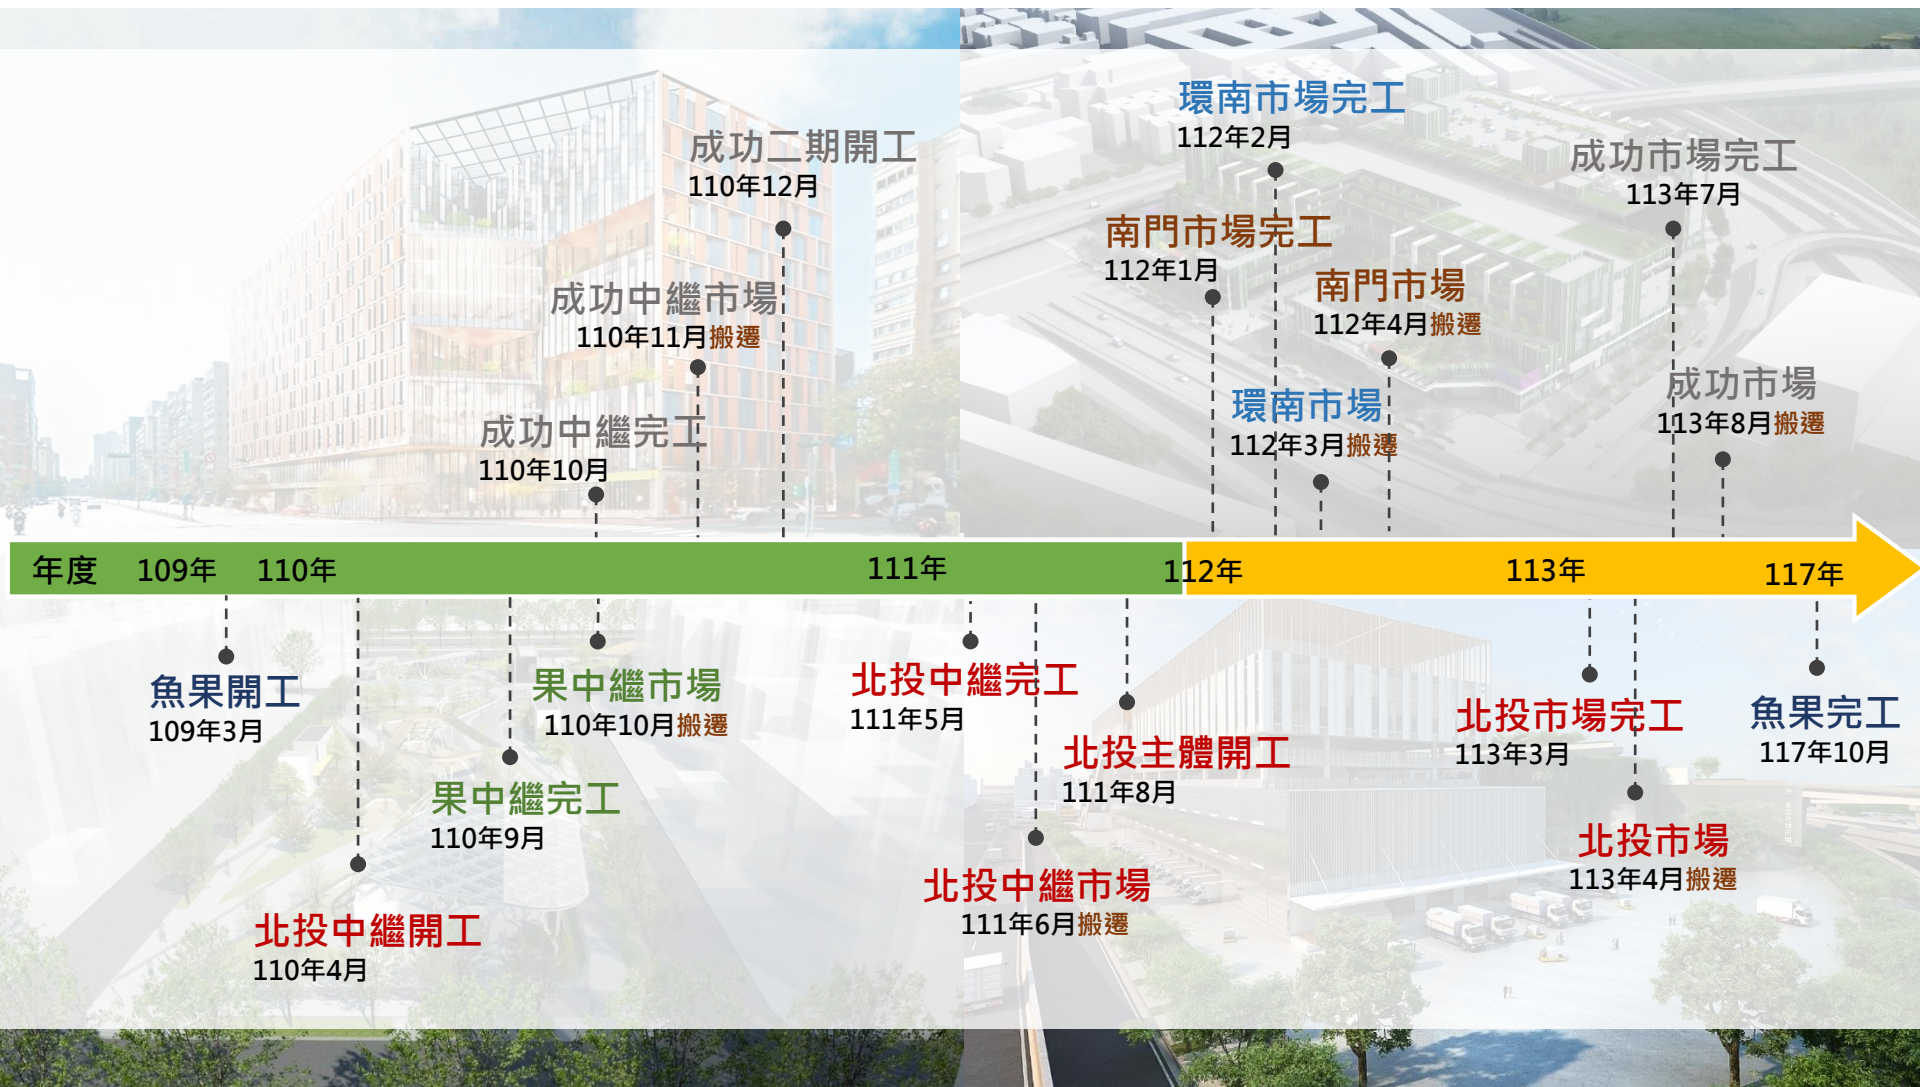 環南市場完工
112年2月
成功二期開工
110年12月
成功市場完工
113年7月
南門市場完工
112年1月
南門市場
112年4月搬遷
成功中繼市場
110年11月搬遷
成功市場
113年8月搬遷
環南市場
112年3月搬遷
成功中繼完工
110年10月
年度 109年 110年 111年 112年 113年 117年
魚果開工
109年3月
果中繼市場
110年10月搬遷
北投中繼完工
111年5月
北投市場完工
113年3月
魚果完工
117年10月
北投主體開工
111年8月
果中繼完工
110年9月
北投市場
113年4月搬遷
北投中繼市場
111年6月搬遷
北投中繼開工
110年4月